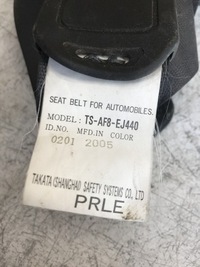 SEAT BELT FOR AUTOMOBILES.
MODEL: TS-AF8-EJ440
ID.NO. MFD.IN COLOR
0201 2005
TAKATA(SHANGHAI) SAFETY SYSTEMS CO., LTD
PRLE